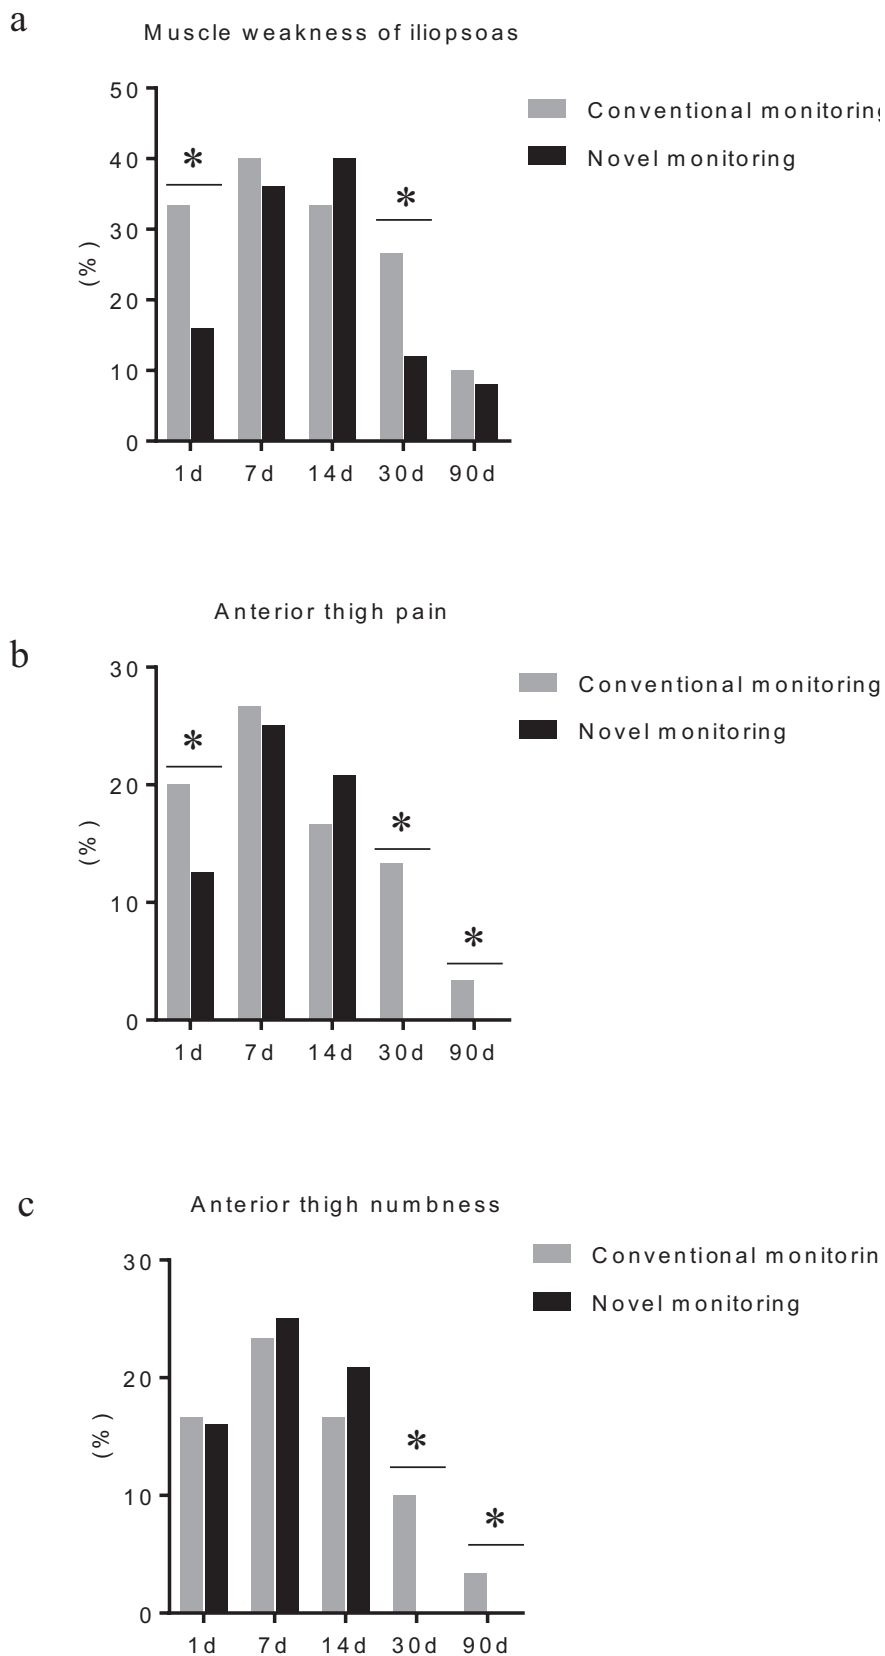 a
Muscle weakness of iliopsoas
50
40
30
20
10
0
(%)
*
*
1d 7d 14d 30d 90d
Conventional monitoring
Novel monitoring
b
Anterior thigh pain
30
20
10
0
(%)
*
*
*
1d 7d 14d 30d 90d
Conventional monitoring
Novel monitoring
c
Anterior thigh numbness
30
20
10
0
(%)
*
*
1d 7d 14d 30d 90d
Conventional monitorin
Novel monitoring